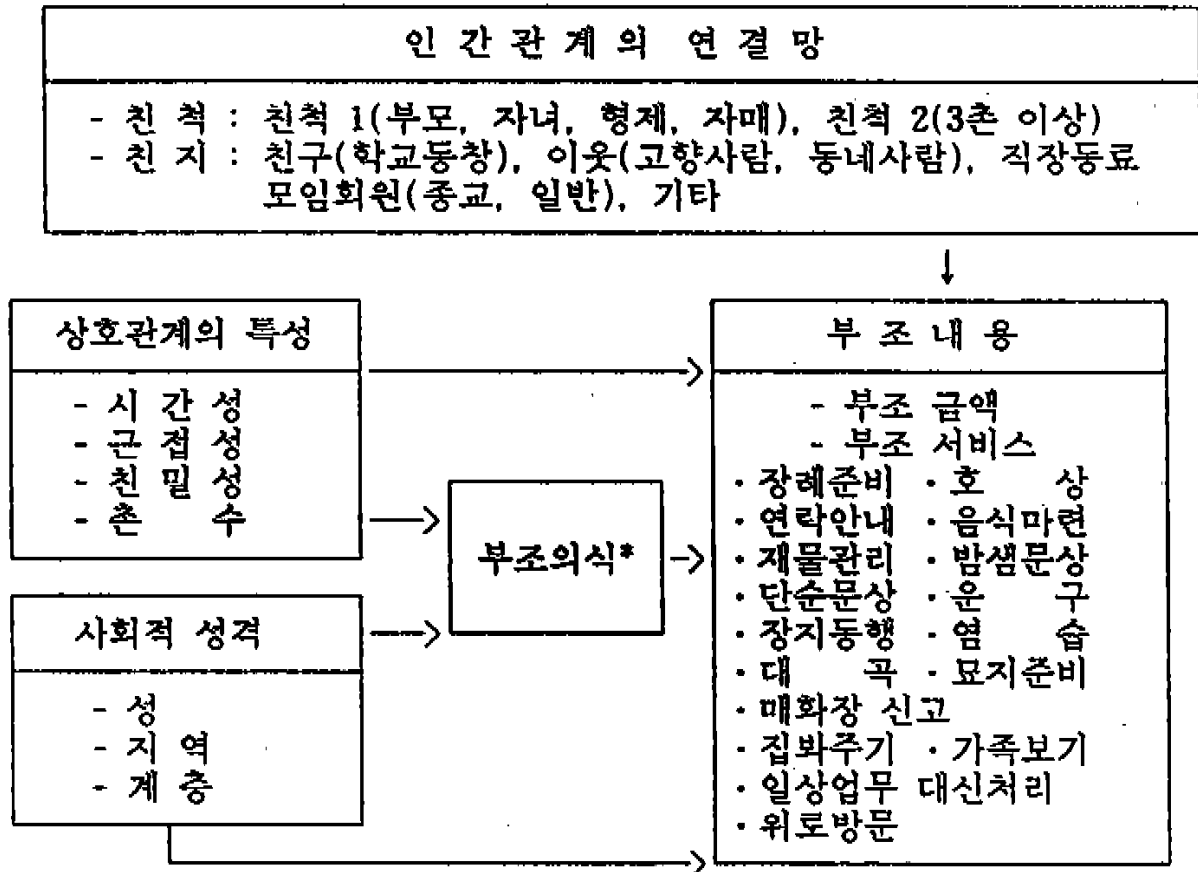 인 간 관 계 의 연 결 망
- 친 척 : 친척 1(부모, 자녀, 형제, 자매), 친척 2(3촌 이상)
- 친 지 : 친구(학교동창), 이웃(고향사람, 동네사람), 직장동료
모임회원(종교, 일반), 기타
상호관계의 특성
- 시 간 성
- 근 접 성
- 친 밀 성
- 촌 수
사회적 성격
- 성
- 지 역
- 계 층
부조의식*
부 조 내 용
- 부조 금액
- 부조 서비스
· 장례준비 · 호 상
· 연락안내 · 음식마련
· 재물관리 · 밤샘문상
· 단순문상 · 운 구
· 장지동행 · 염 습
· 대 곡 · 묘지준비
· 매화장 신고
· 집봐주기 · 가족보기
· 일상업무 대신처리
· 위로방문